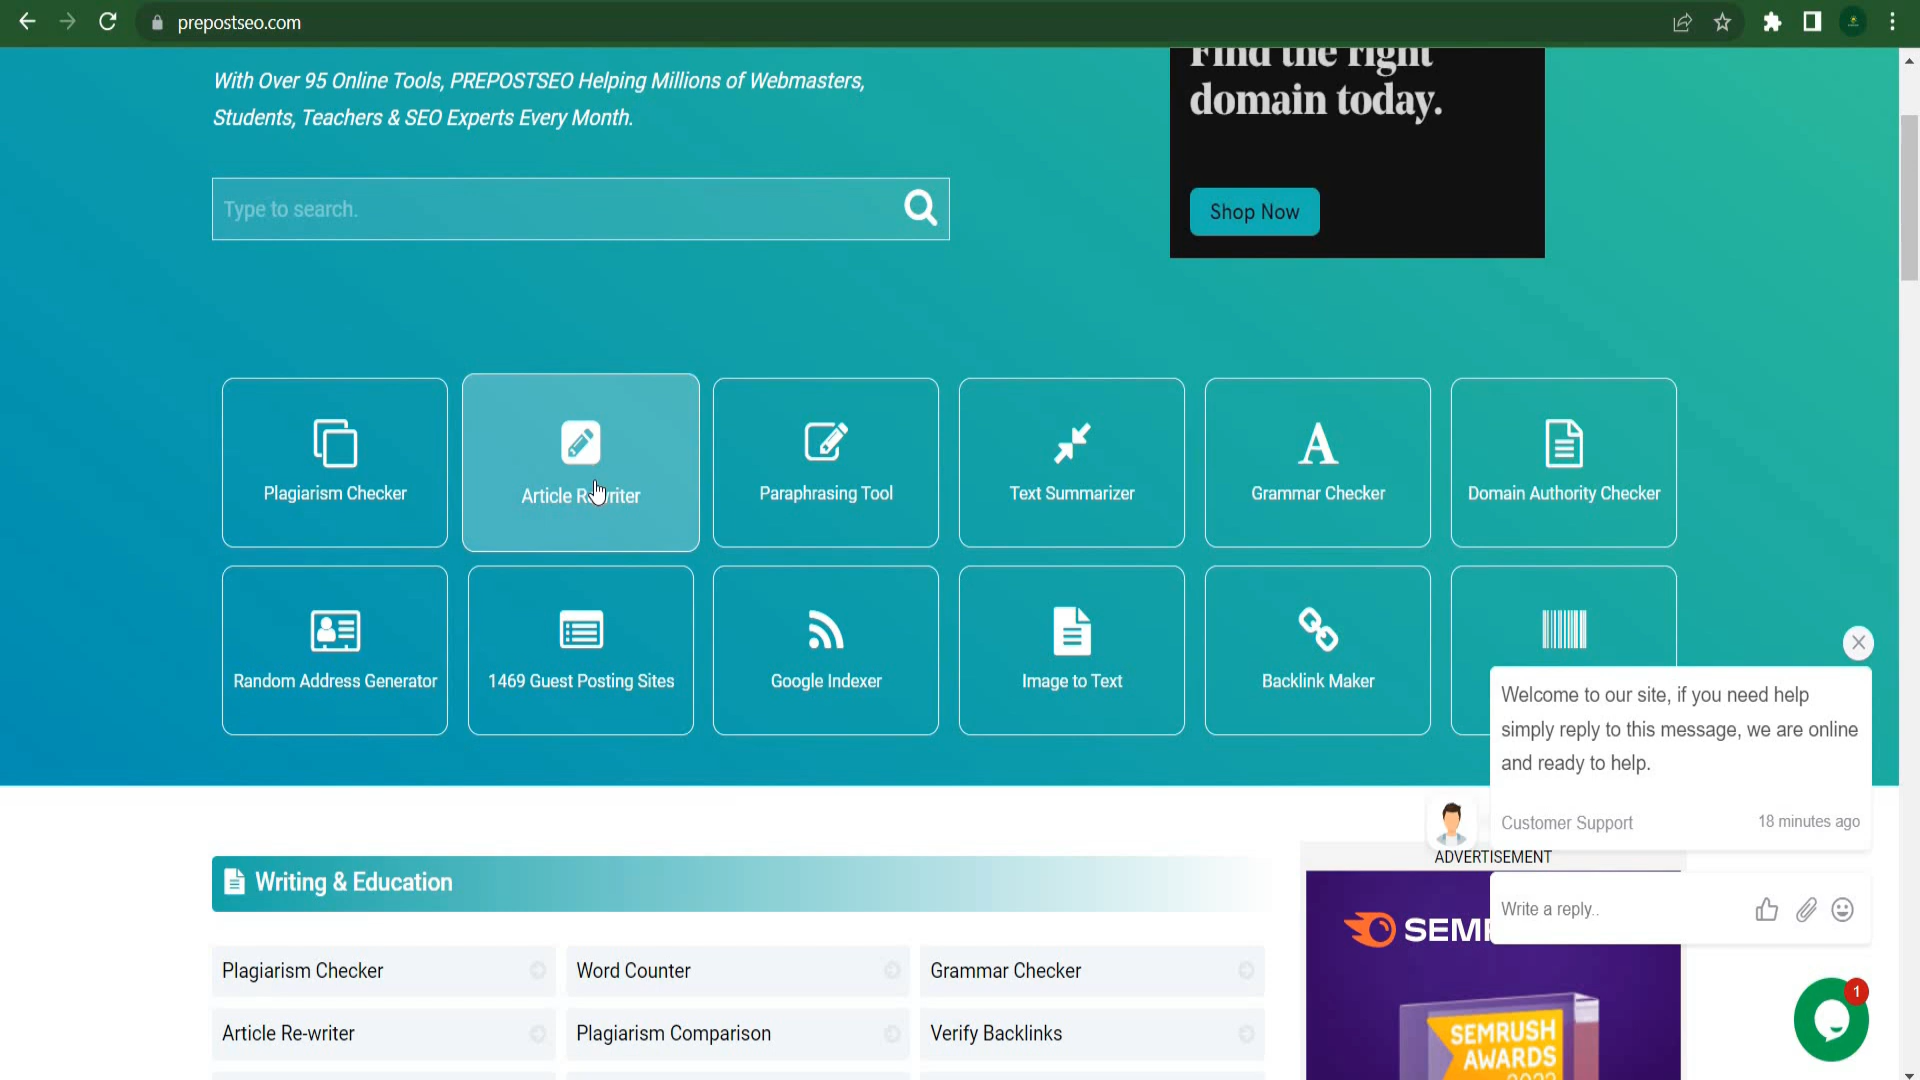 prepostseo.com
With Over 95 Online Tools, PREPOSTSEO Helping Millions of Webmasters,
Students, Teachers & SEO Experts Every Month.
Type to search.
Find the right
domain today.
Shop Now
Plagiarism Checker
Article Rewriter
Paraphrasing Tool
Text Summarizer
Grammar Checker
Domain Authority Checker
Random Address Generator
1469 Guest Posting Sites
Google Indexer
Image to Text
Backlink Maker
Welcome to our site, if you need help
simply reply to this message, we are online
and ready to help.
Customer Support
18 minutes ago
ADVERTISEMENT
Write a reply..
1
Writing & Education
Plagiarism Checker
Word Counter
Grammar Checker
Article Re-writer
Plagiarism Comparison
Verify Backlinks
SEM
SEMRUSH
AWARDS